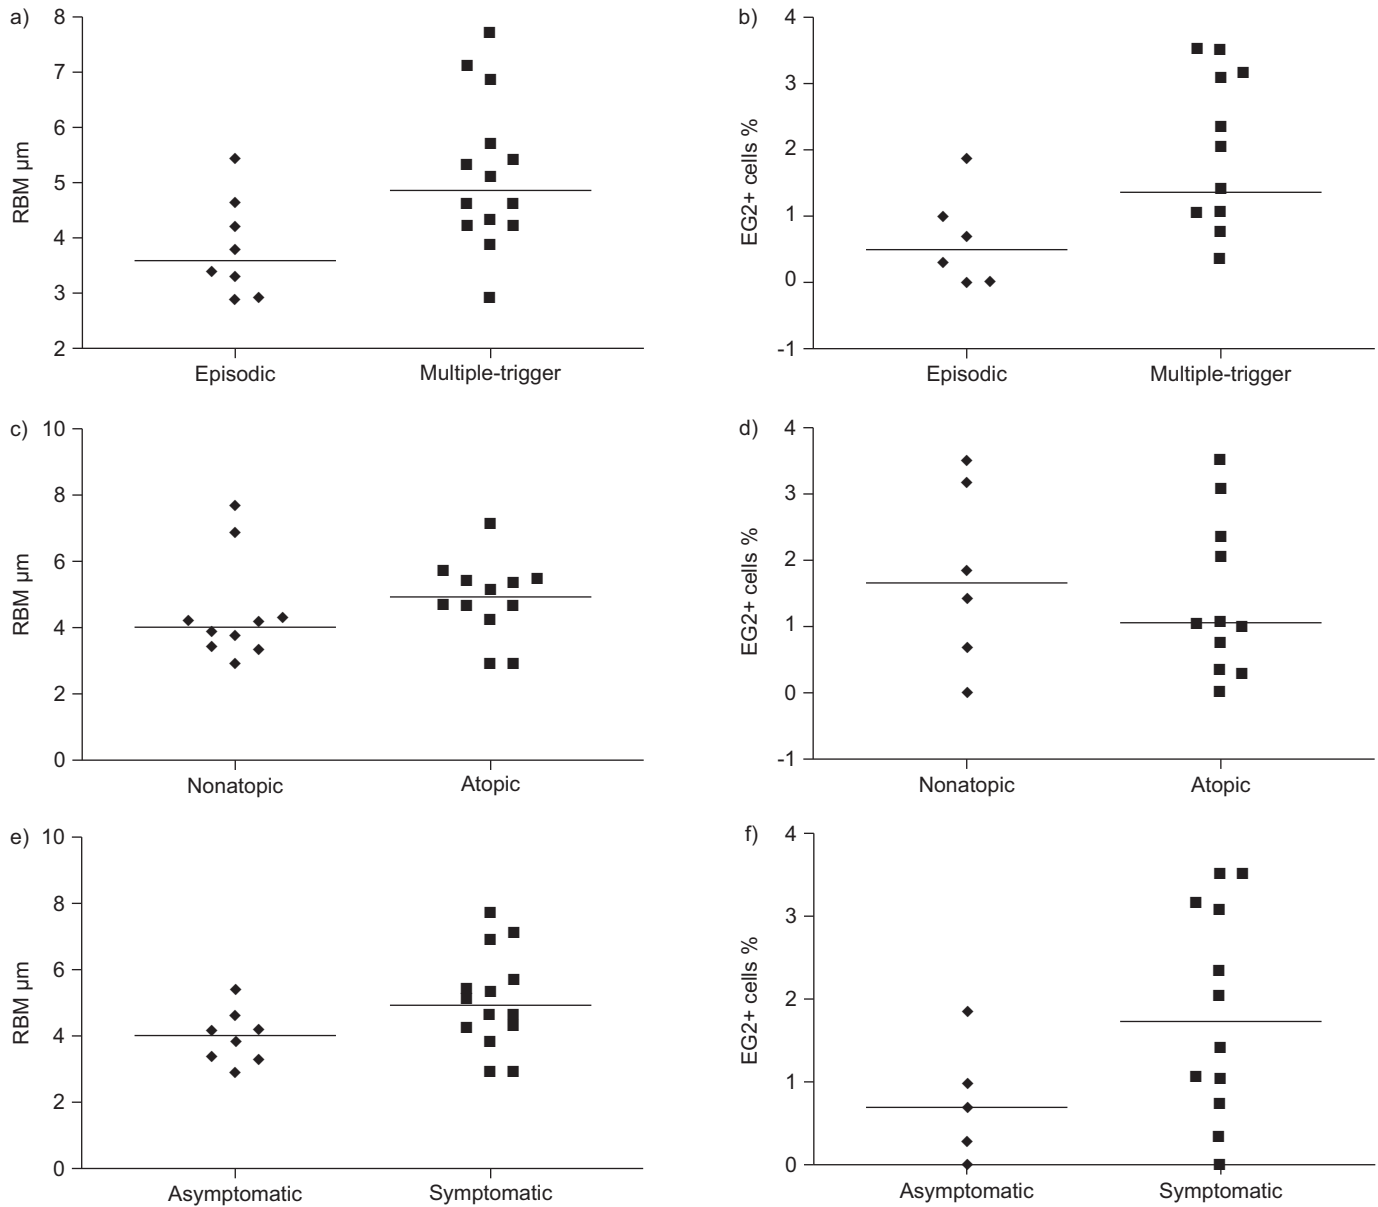 a)
8
7
6
5
4
3
2
RBM µm
Episodic
Multiple-trigger
b)
4
3
2
1
0
-1
EG2+ cells %
Episodic
Multiple-trigger
c)
10
8
6
4
2
0
RBM µm
Nonatopic
Atopic
d)
4
3
2
1
0
-1
EG2+ cells %
Nonatopic
Atopic
e)
10
8
6
4
2
0
RBM µm
Asymptomatic
Symptomatic
f)
4
3
2
1
0
EG2+ cells %
Asymptomatic
Symptomatic